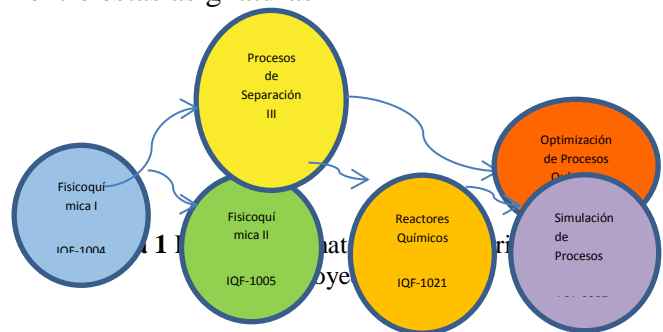 Procesos
de
Separación
III
Optimización
de Procesos
Fisicoquí
mica I
IQF-1004
Fisicoquí
mica II
IQF-1005
Reactores
Químicos
IQF-1021
Simulación
de
Procesos
1